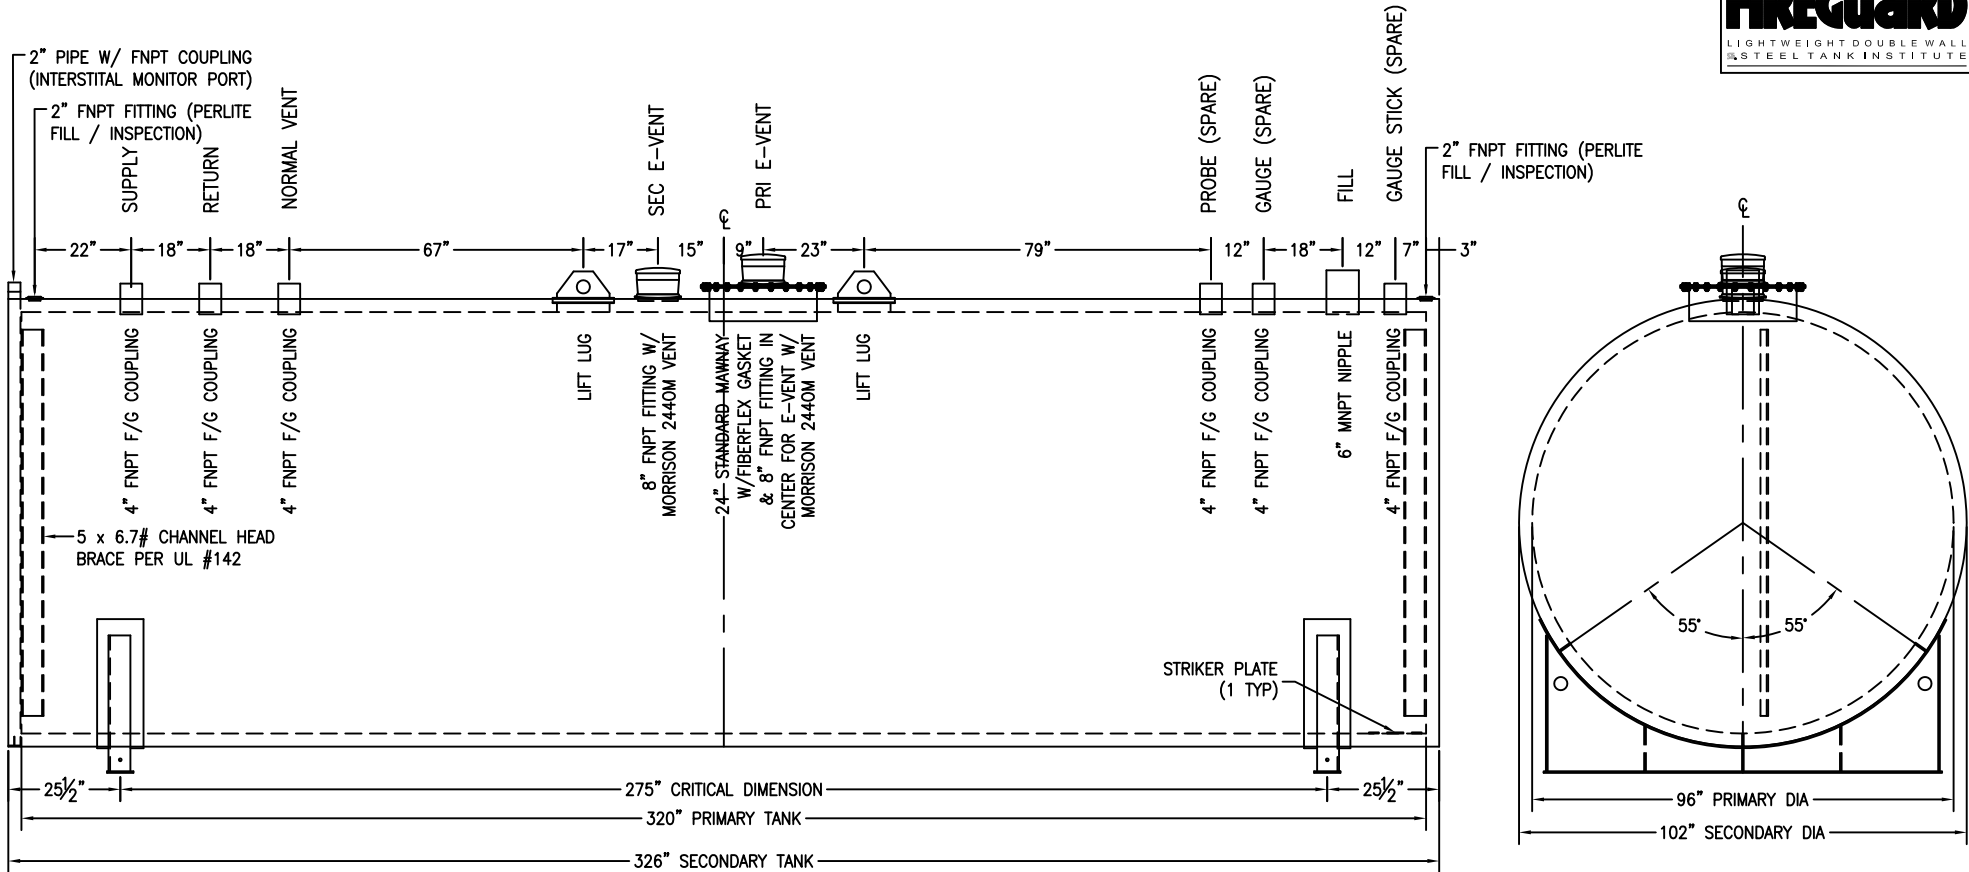 FIREGUARD
LIGHTWEIGHT DOUBLE WALL
STEEL TANK INSTITUTE
2" PIPE W/ FNPT COUPLING
(INTERSTITAL MONITOR PORT)
2" FNPT FITTING (PERLITE
FILL / INSPECTION)
SUPPLY
RETURN
NORMAL VENT
SEC E-VENT
℄
PRI E-VENT
PROBE (SPARE)
GAUGE (SPARE)
FILL
GAUGE STICK (SPARE)
2" FNPT FITTING (PERLITE
FILL / INSPECTION)
℄
22" 18" 18" 67" 17" 15" 9" 23" 79" 12" 18" 12" 7" 3"
4" FNPT F/G COUPLING
4" FNPT F/G COUPLING
4" FNPT F/G COUPLING
LIFT LUG
8" FNPT FITTING W/
MORRISON 244OM VENT
24" STANDARD MAWNAY
W/FIBERFLEX GASKET
& 8" FNPT FITTING IN
CENTER FOR E-VENT W/
MORRISON 244OM VENT
LIFT LUG
4" FNPT F/G COUPLING
4" FNPT F/G COUPLING
6" MNPT NIPPLE
4" FNPT F/G COUPLING
5 x 6.7# CHANNEL HEAD
BRACE PER UL #142
STRIKER PLATE
(1 TYP)
55° 55°
25½" 275" CRITICAL DIMENSION 25½"
320" PRIMARY TANK
326" SECONDARY TANK
96" PRIMARY DIA
102" SECONDARY DIA